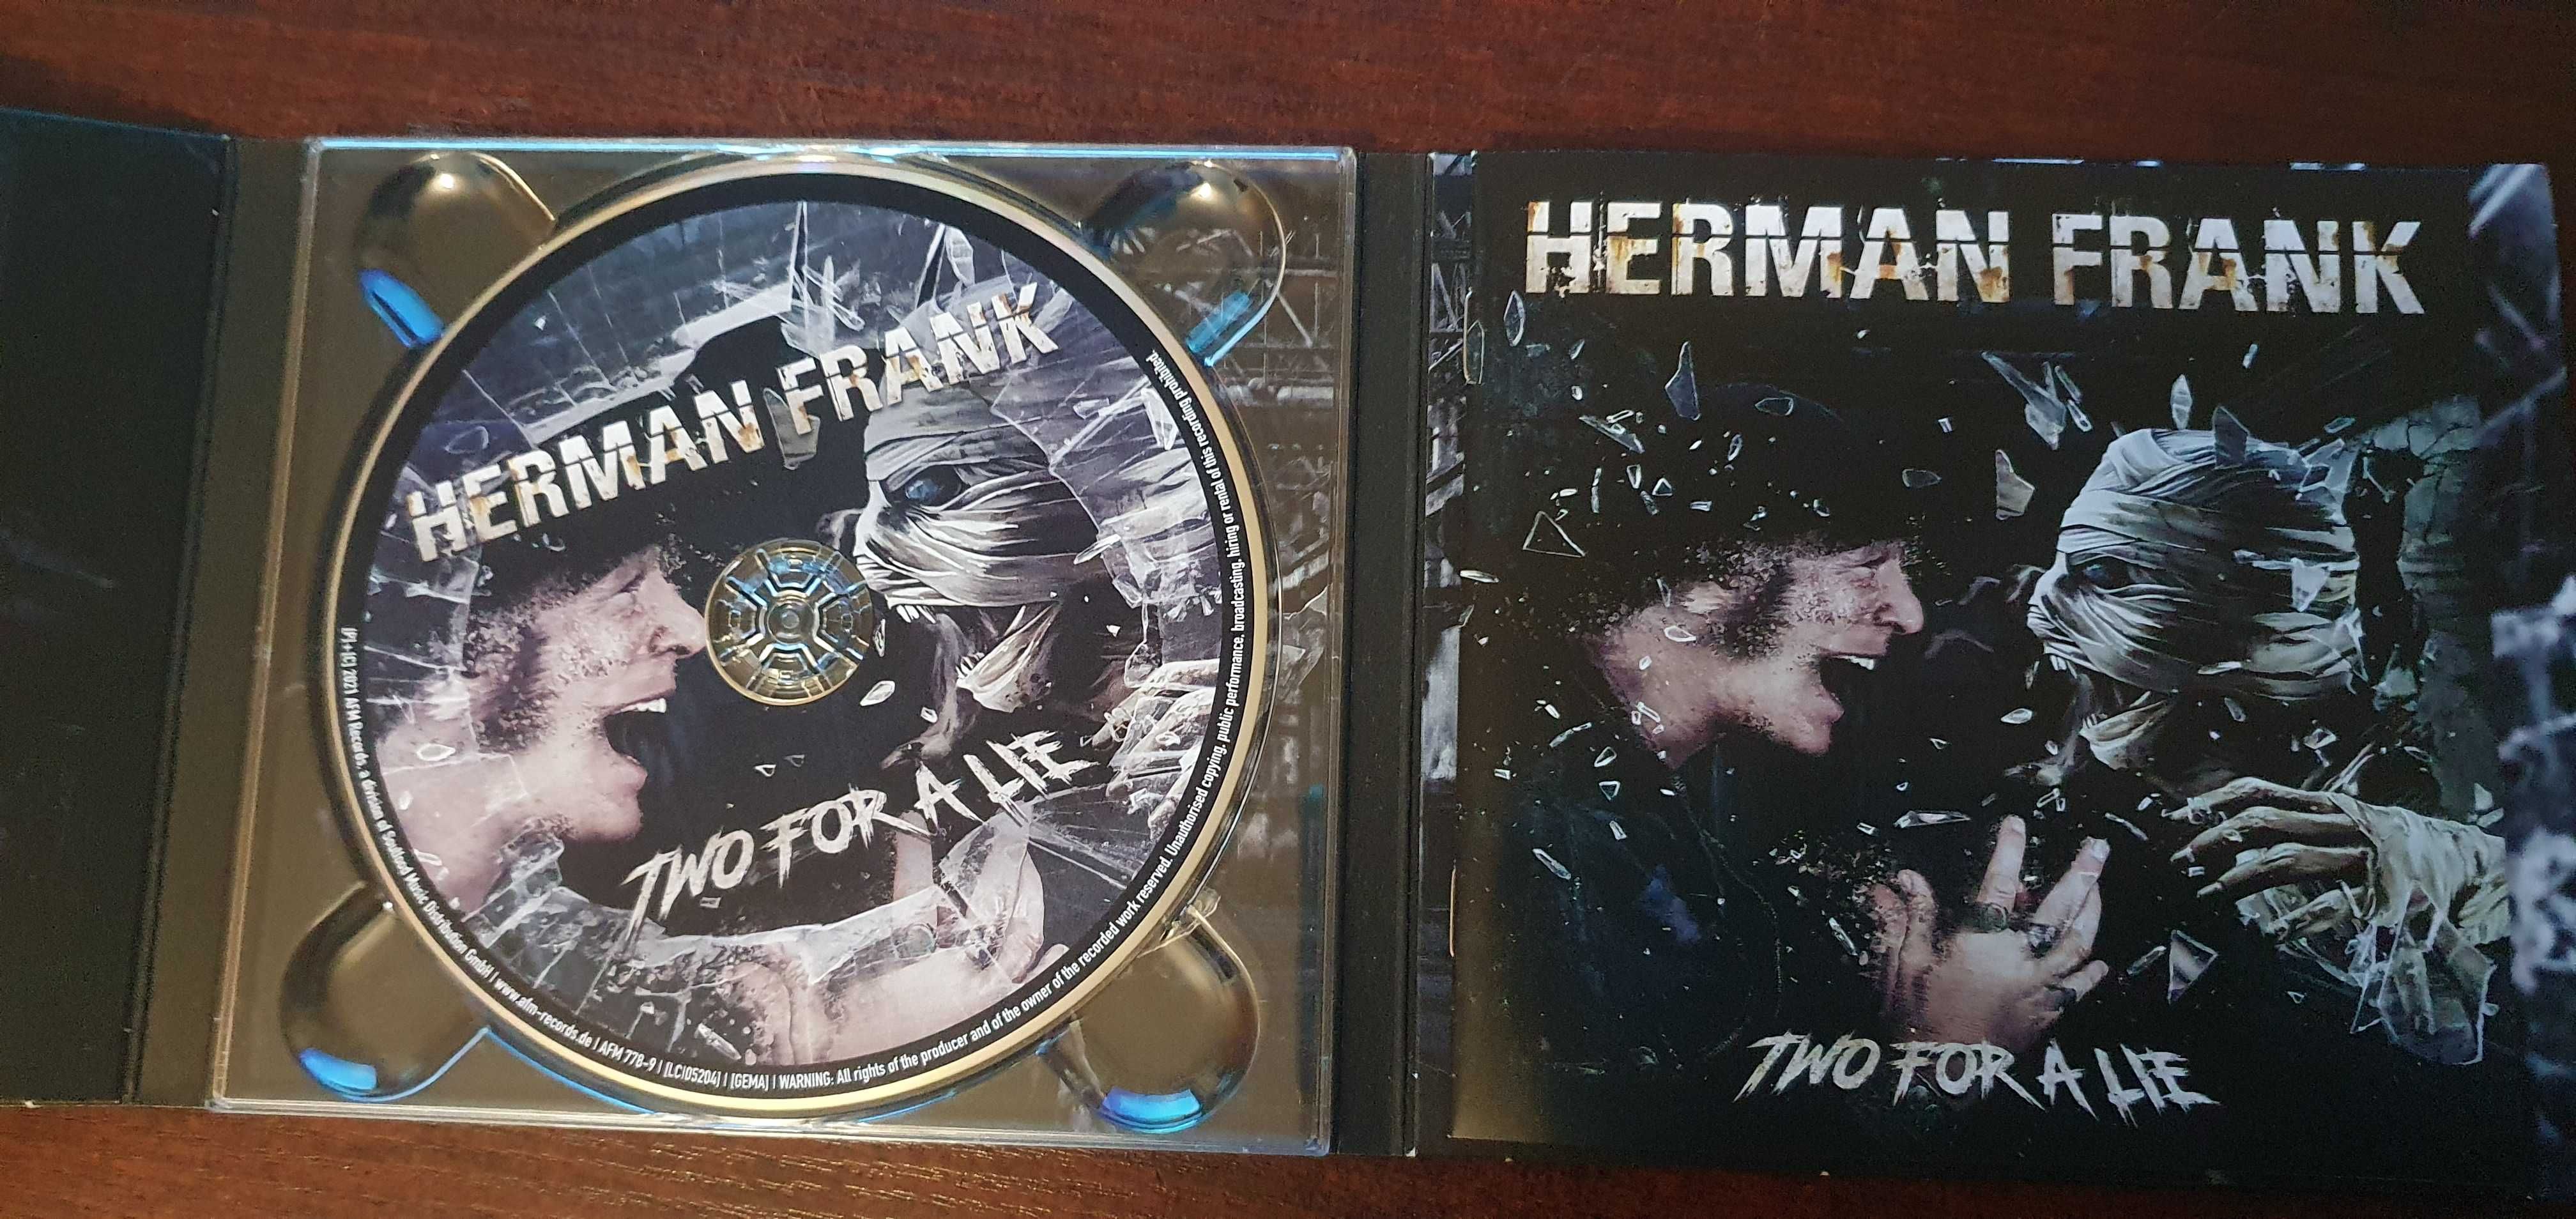 HERMAN FRANK
TWO FOR A LIE
(P)+(C) 2021 AFM Records, a division of Soulfood Music Distribution GmbH | www.afm-records.de | AFM 778-9 | [LC|05204] | [GEMA] | WARNING: All rights of the producer and of the owner of the recorded work reserved. Unauthorised copying, public performance, broadcasting, hiring or rental of this recording prohibited.
HERMAN FRANK
TWO FOR A LIE